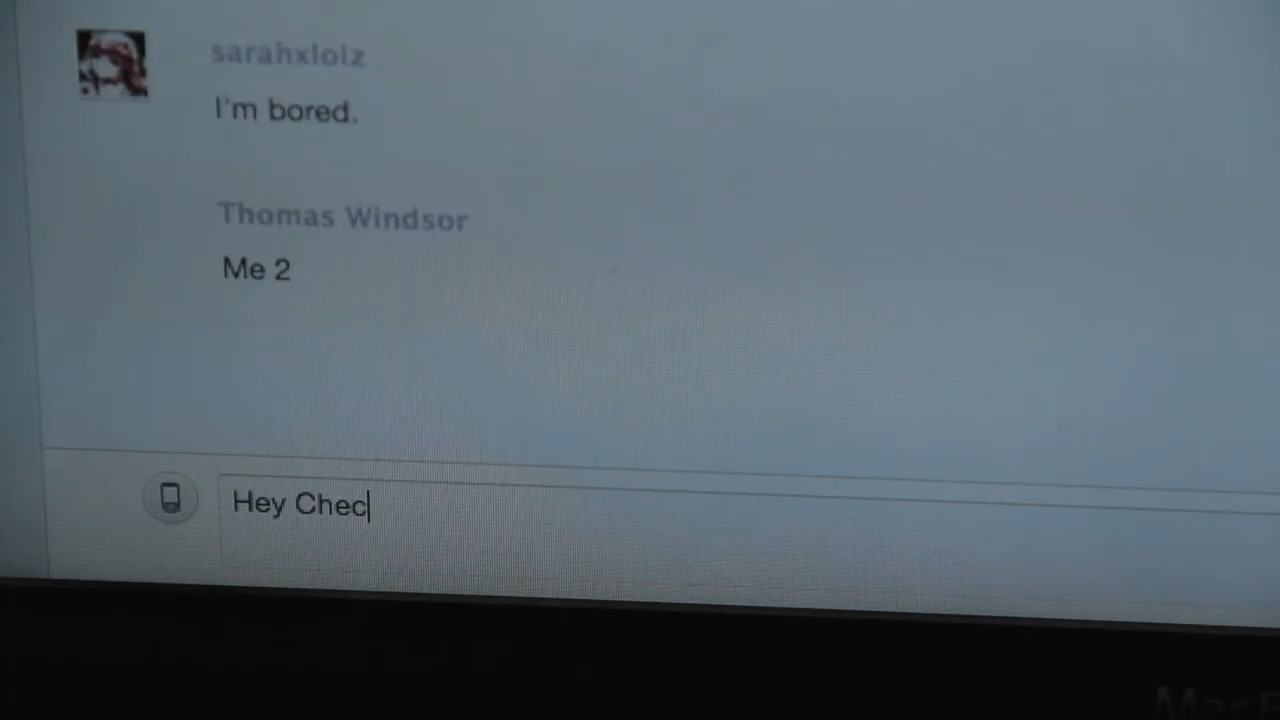 sarahxlolz
I'm bored.
Thomas Windsor
Me 2
Hey Chec